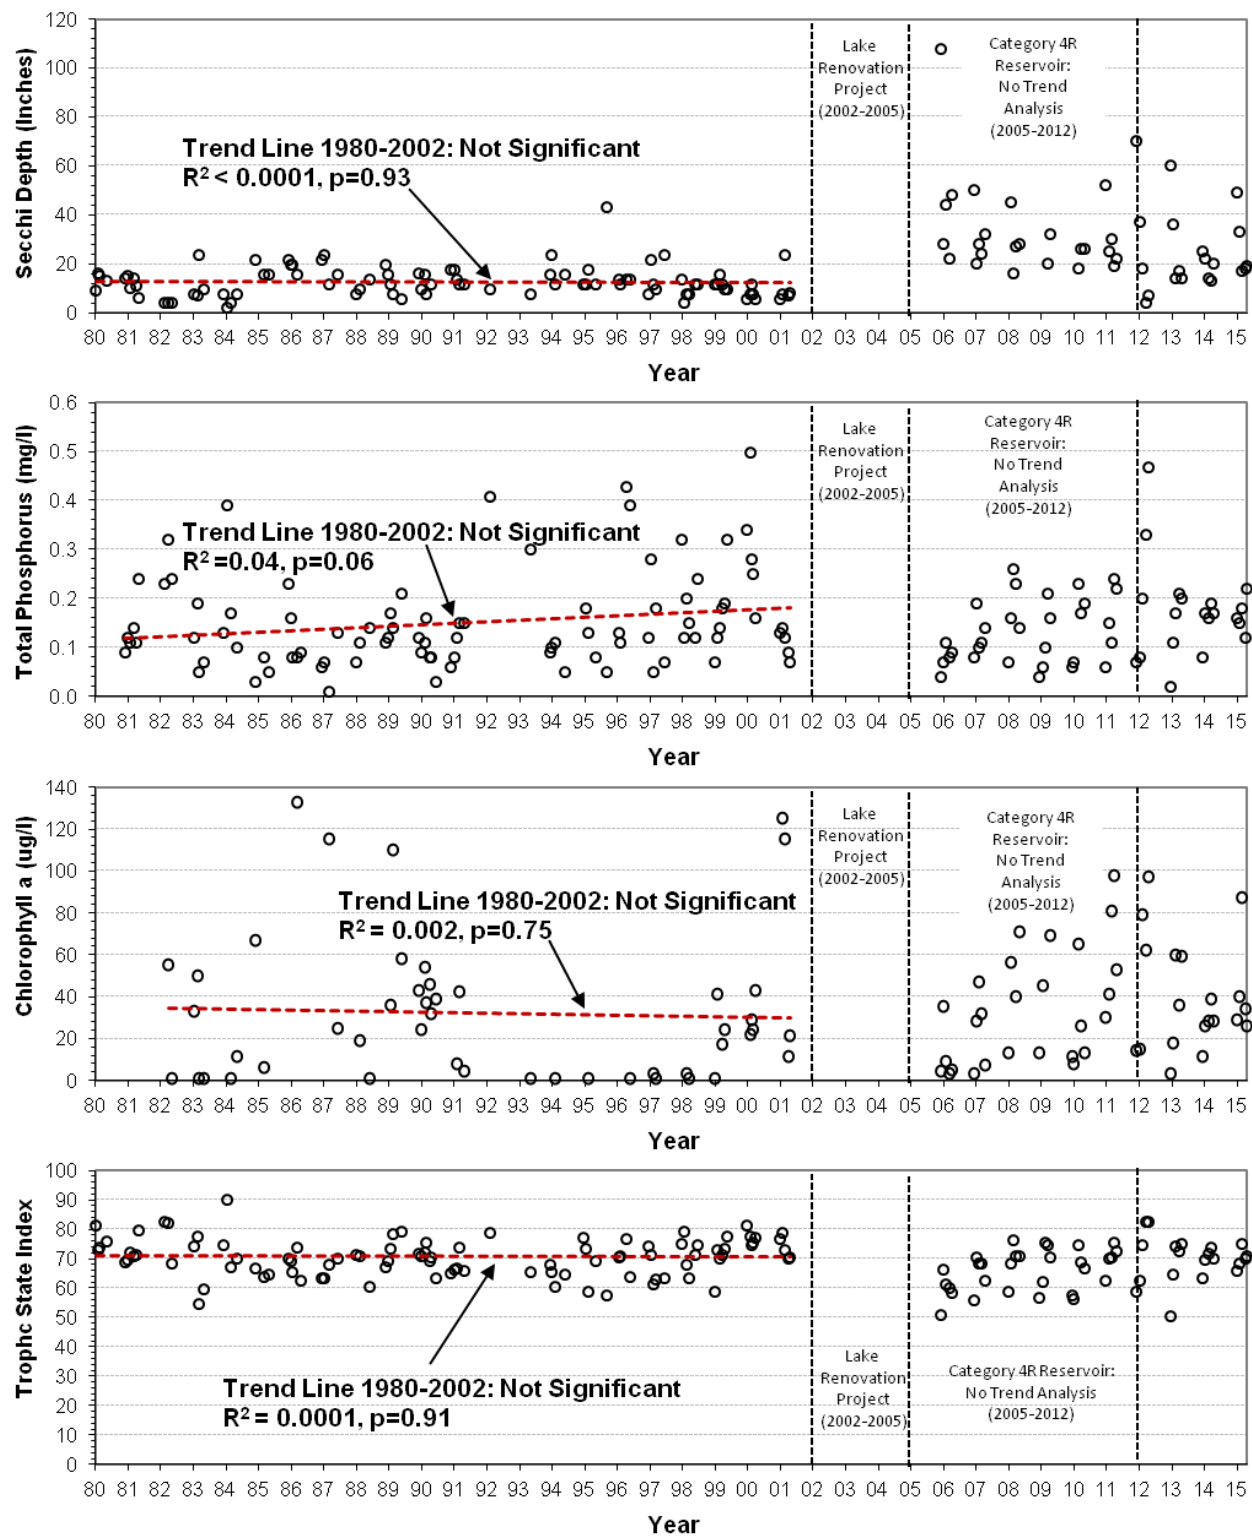 120
100
80
60
40
20
0
Secchi Depth (Inches)
Trend Line 1980-2002: Not Significant
R² < 0.0001, p=0.93
Lake
Renovation
Project
(2002-2005)
Category 4R
Reservoir:
No Trend
Analysis
(2005-2012)
80 81 82 83 84 85 86 87 88 89 90 91 92 93 94 95 96 97 98 99 00 01 02 03 04 05 06 07 08 09 10 11 12 13 14 15
Year
0.6
0.5
0.4
0.3
0.2
0.1
0.0
Total Phosphorus (mg/l)
Trend Line 1980-2002: Not Significant
R² =0.04, p=0.06
Lake
Renovation
Project
(2002-2005)
Category 4R
Reservoir:
No Trend
Analysis
(2005-2012)
80 81 82 83 84 85 86 87 88 89 90 91 92 93 94 95 96 97 98 99 00 01 02 03 04 05 06 07 08 09 10 11 12 13 14 15
Year
140
120
100
80
60
40
20
0
Chlorophyll a (ug/l)
Trend Line 1980-2002: Not Significant
R² = 0.002, p=0.75
Lake
Renovation
Project
(2002-2005)
Category 4R
Reservoir:
No Trend
Analysis
(2005-2012)
80 81 82 83 84 85 86 87 88 89 90 91 92 93 94 95 96 97 98 99 00 01 02 03 04 05 06 07 08 09 10 11 12 13 14 15
Year
100
90
80
70
60
50
40
30
20
10
0
Trophc State Index
Trend Line 1980-2002: Not Significant
R² = 0.0001, p=0.91
Lake
Renovation
Project
(2002-2005)
Category 4R Reservoir:
No Trend Analysis
(2005-2012)
80 81 82 83 84 85 86 87 88 89 90 91 92 93 94 95 96 97 98 99 00 01 02 03 04 05 06 07 08 09 10 11 12 13 14 15
Year